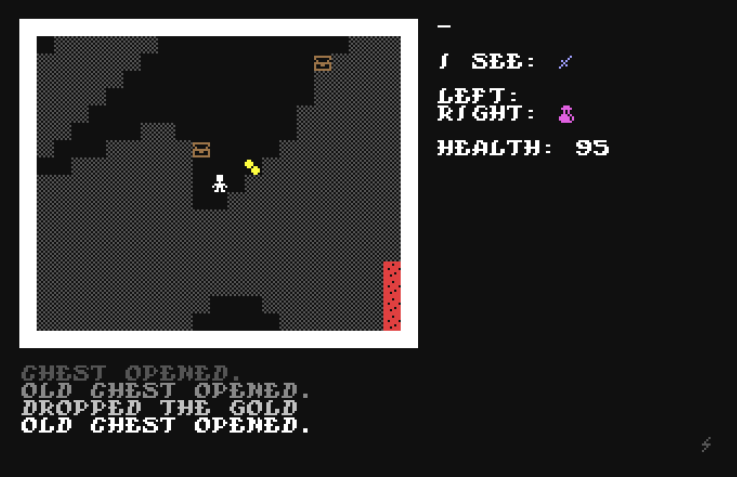 I SEE:
LEFT:
RIGHT:
HEALTH: 95
CHEST OPENED.
OLD CHEST OPENED.
DROPPED THE GOLD
OLD CHEST OPENED.